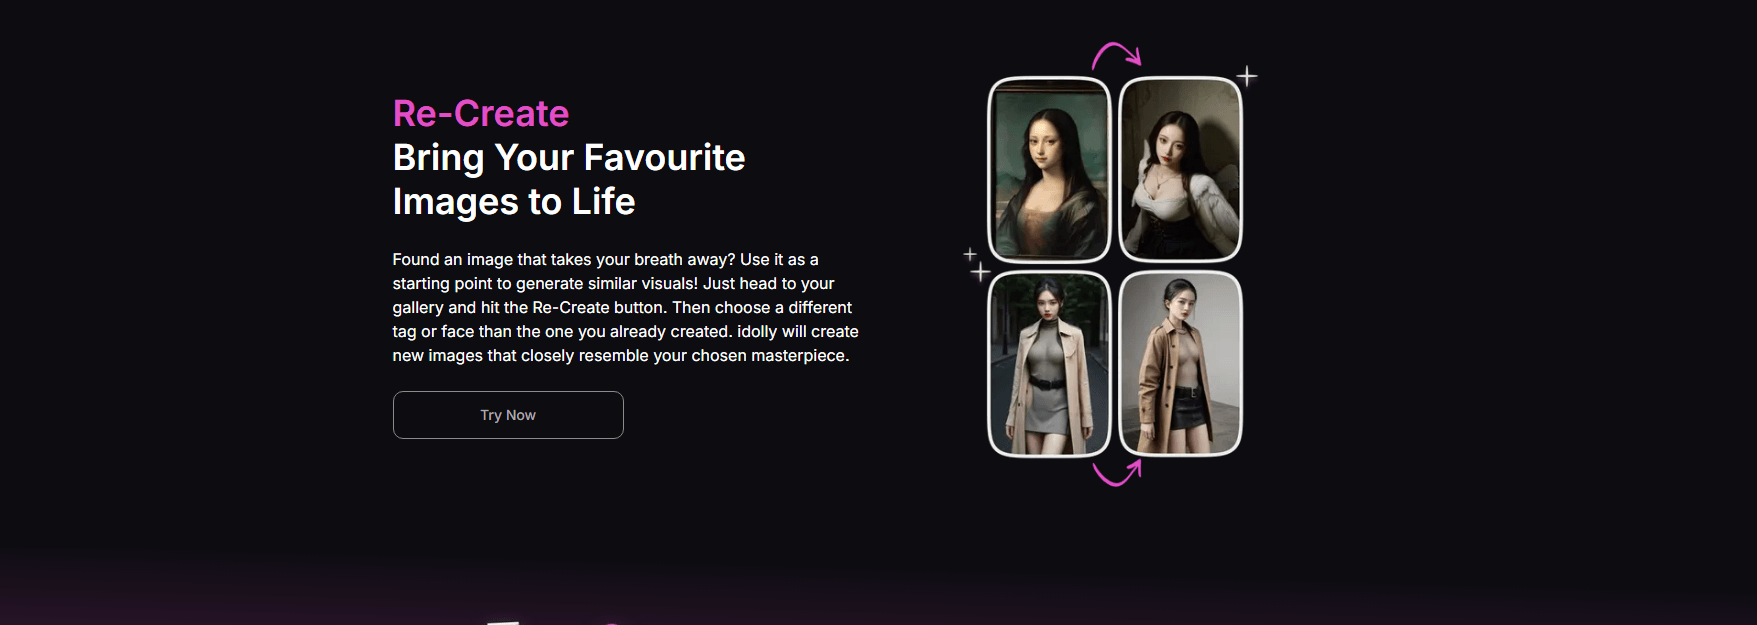 Re-Create
Bring Your Favourite
Images to Life
Found an image that takes your breath away? Use it as a
starting point to generate similar visuals! Just head to your
gallery and hit the Re-Create button. Then choose a different
tag or face than the one you already created. idolly will create
new images that closely resemble your chosen masterpiece.
Try Now